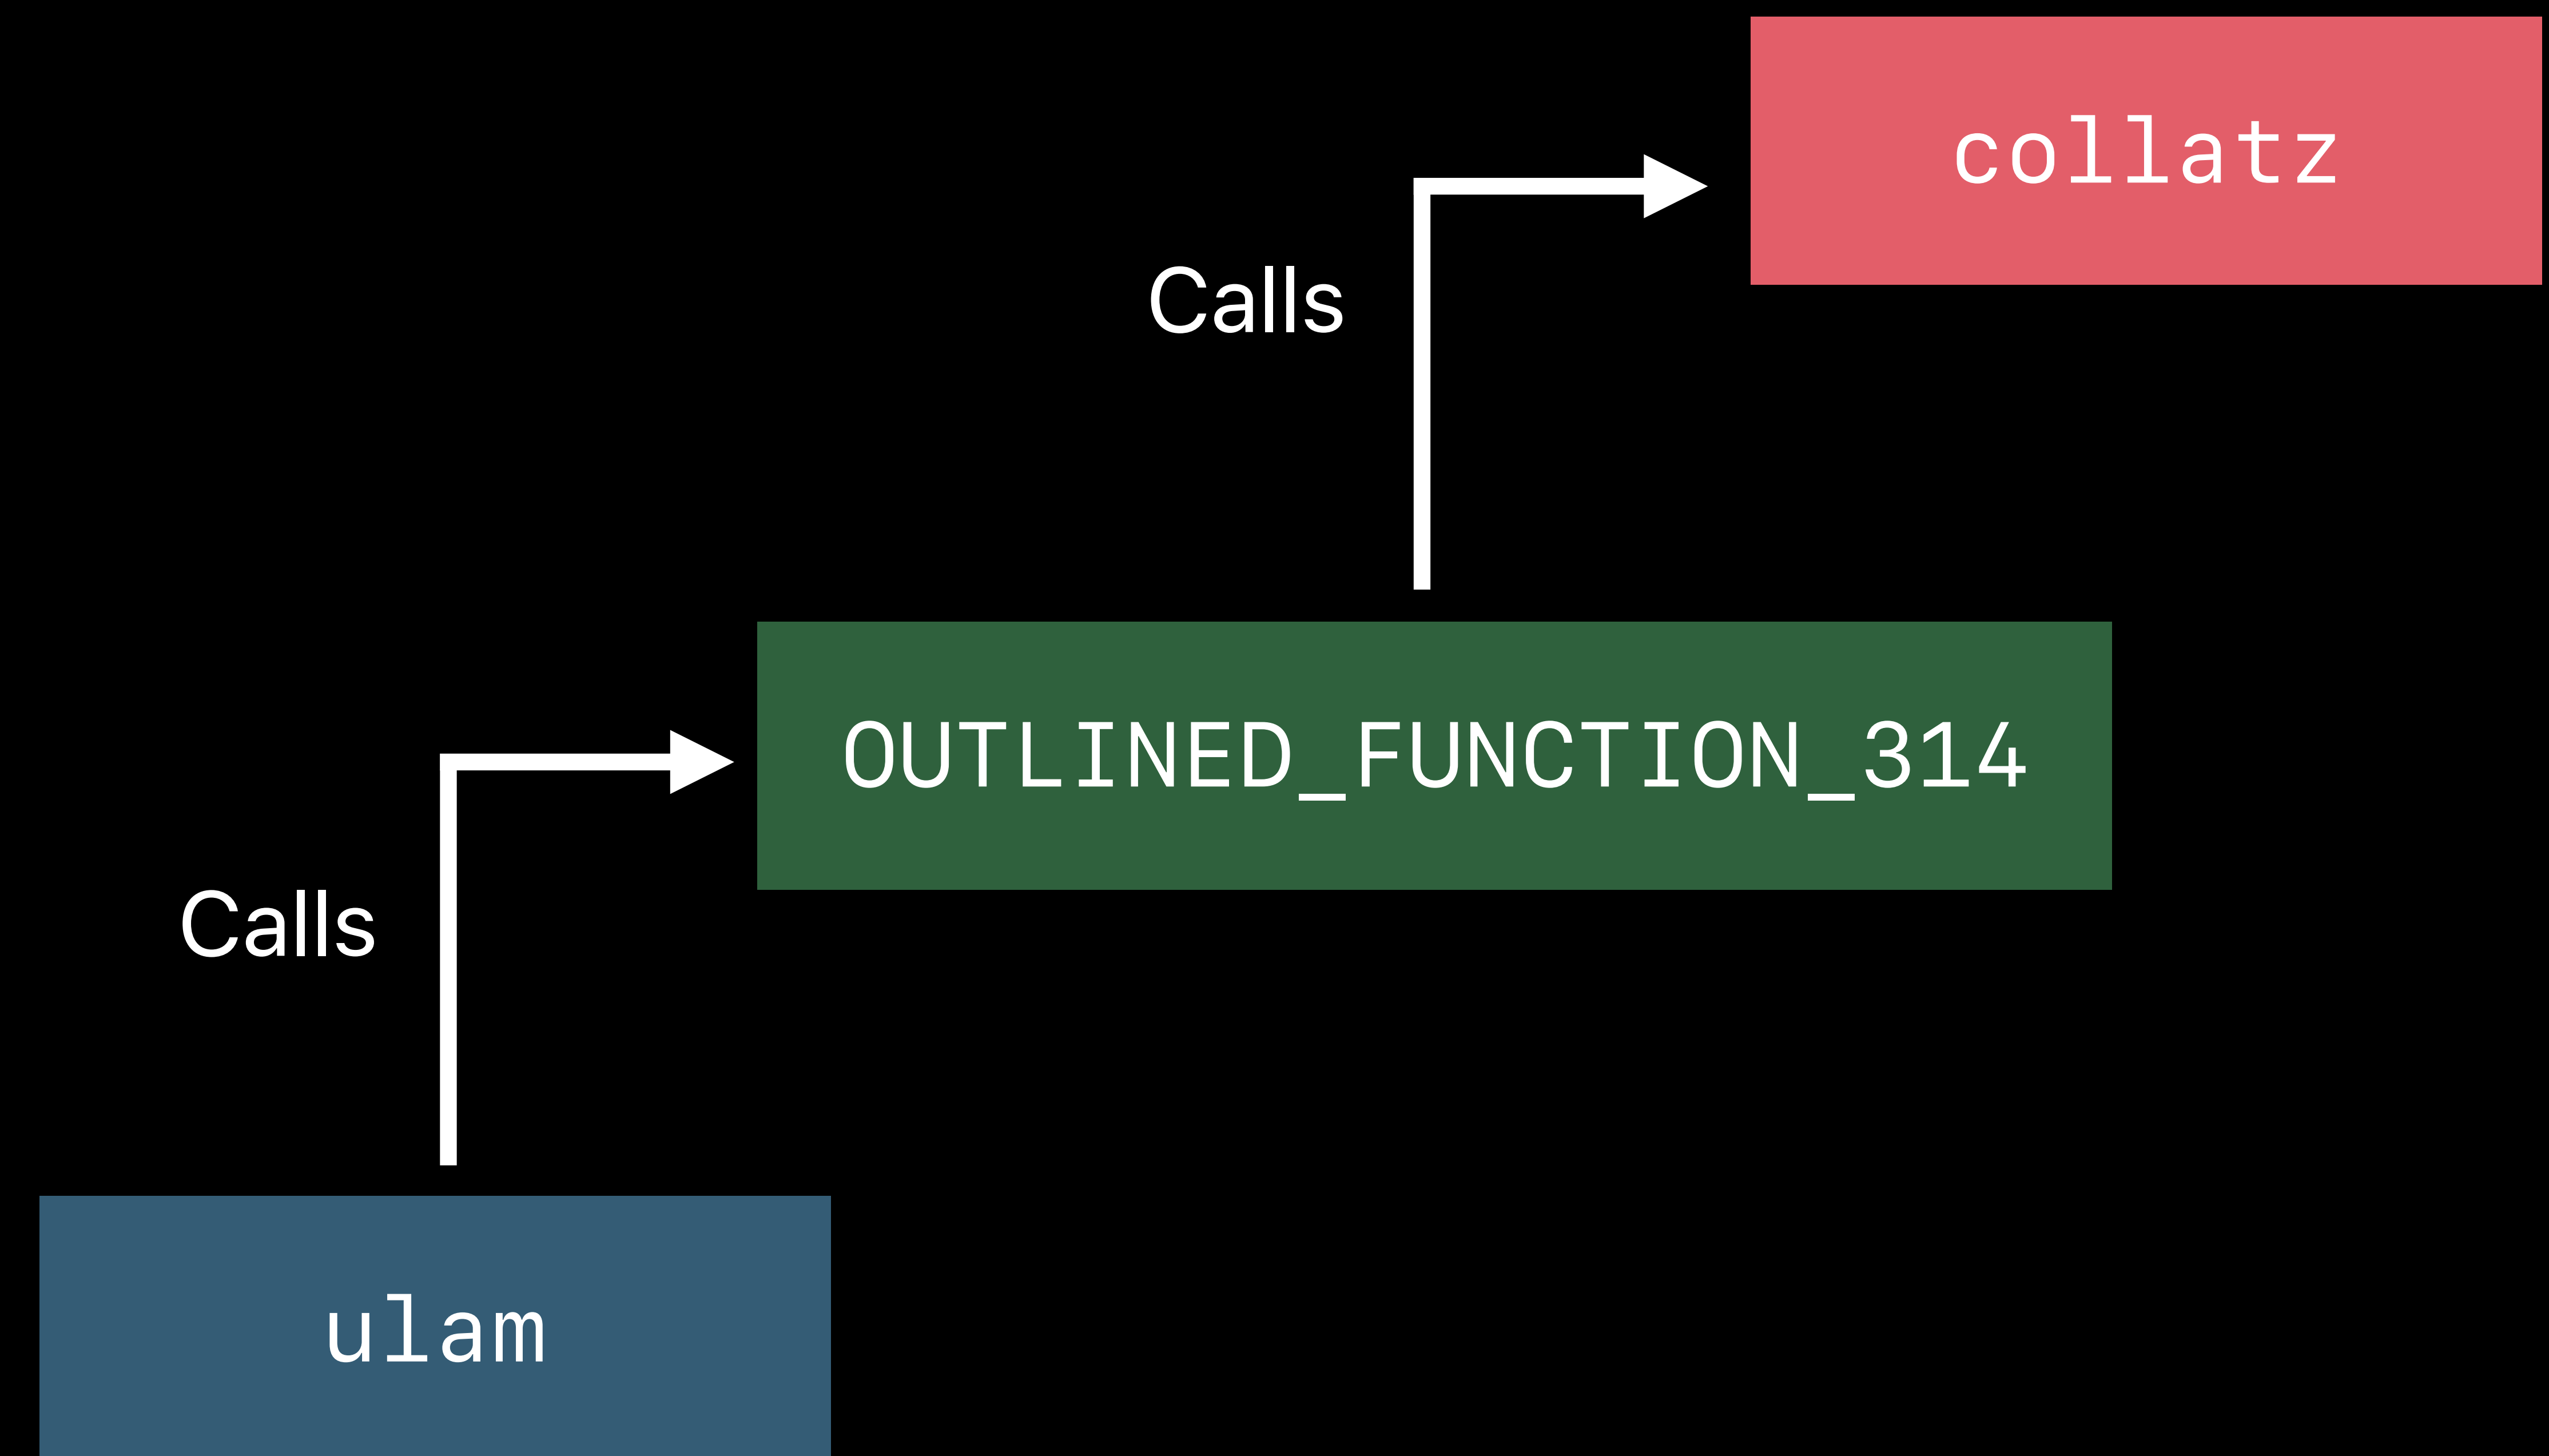 collatz
Calls
OUTLINED_FUNCTION_314
Calls
ulam